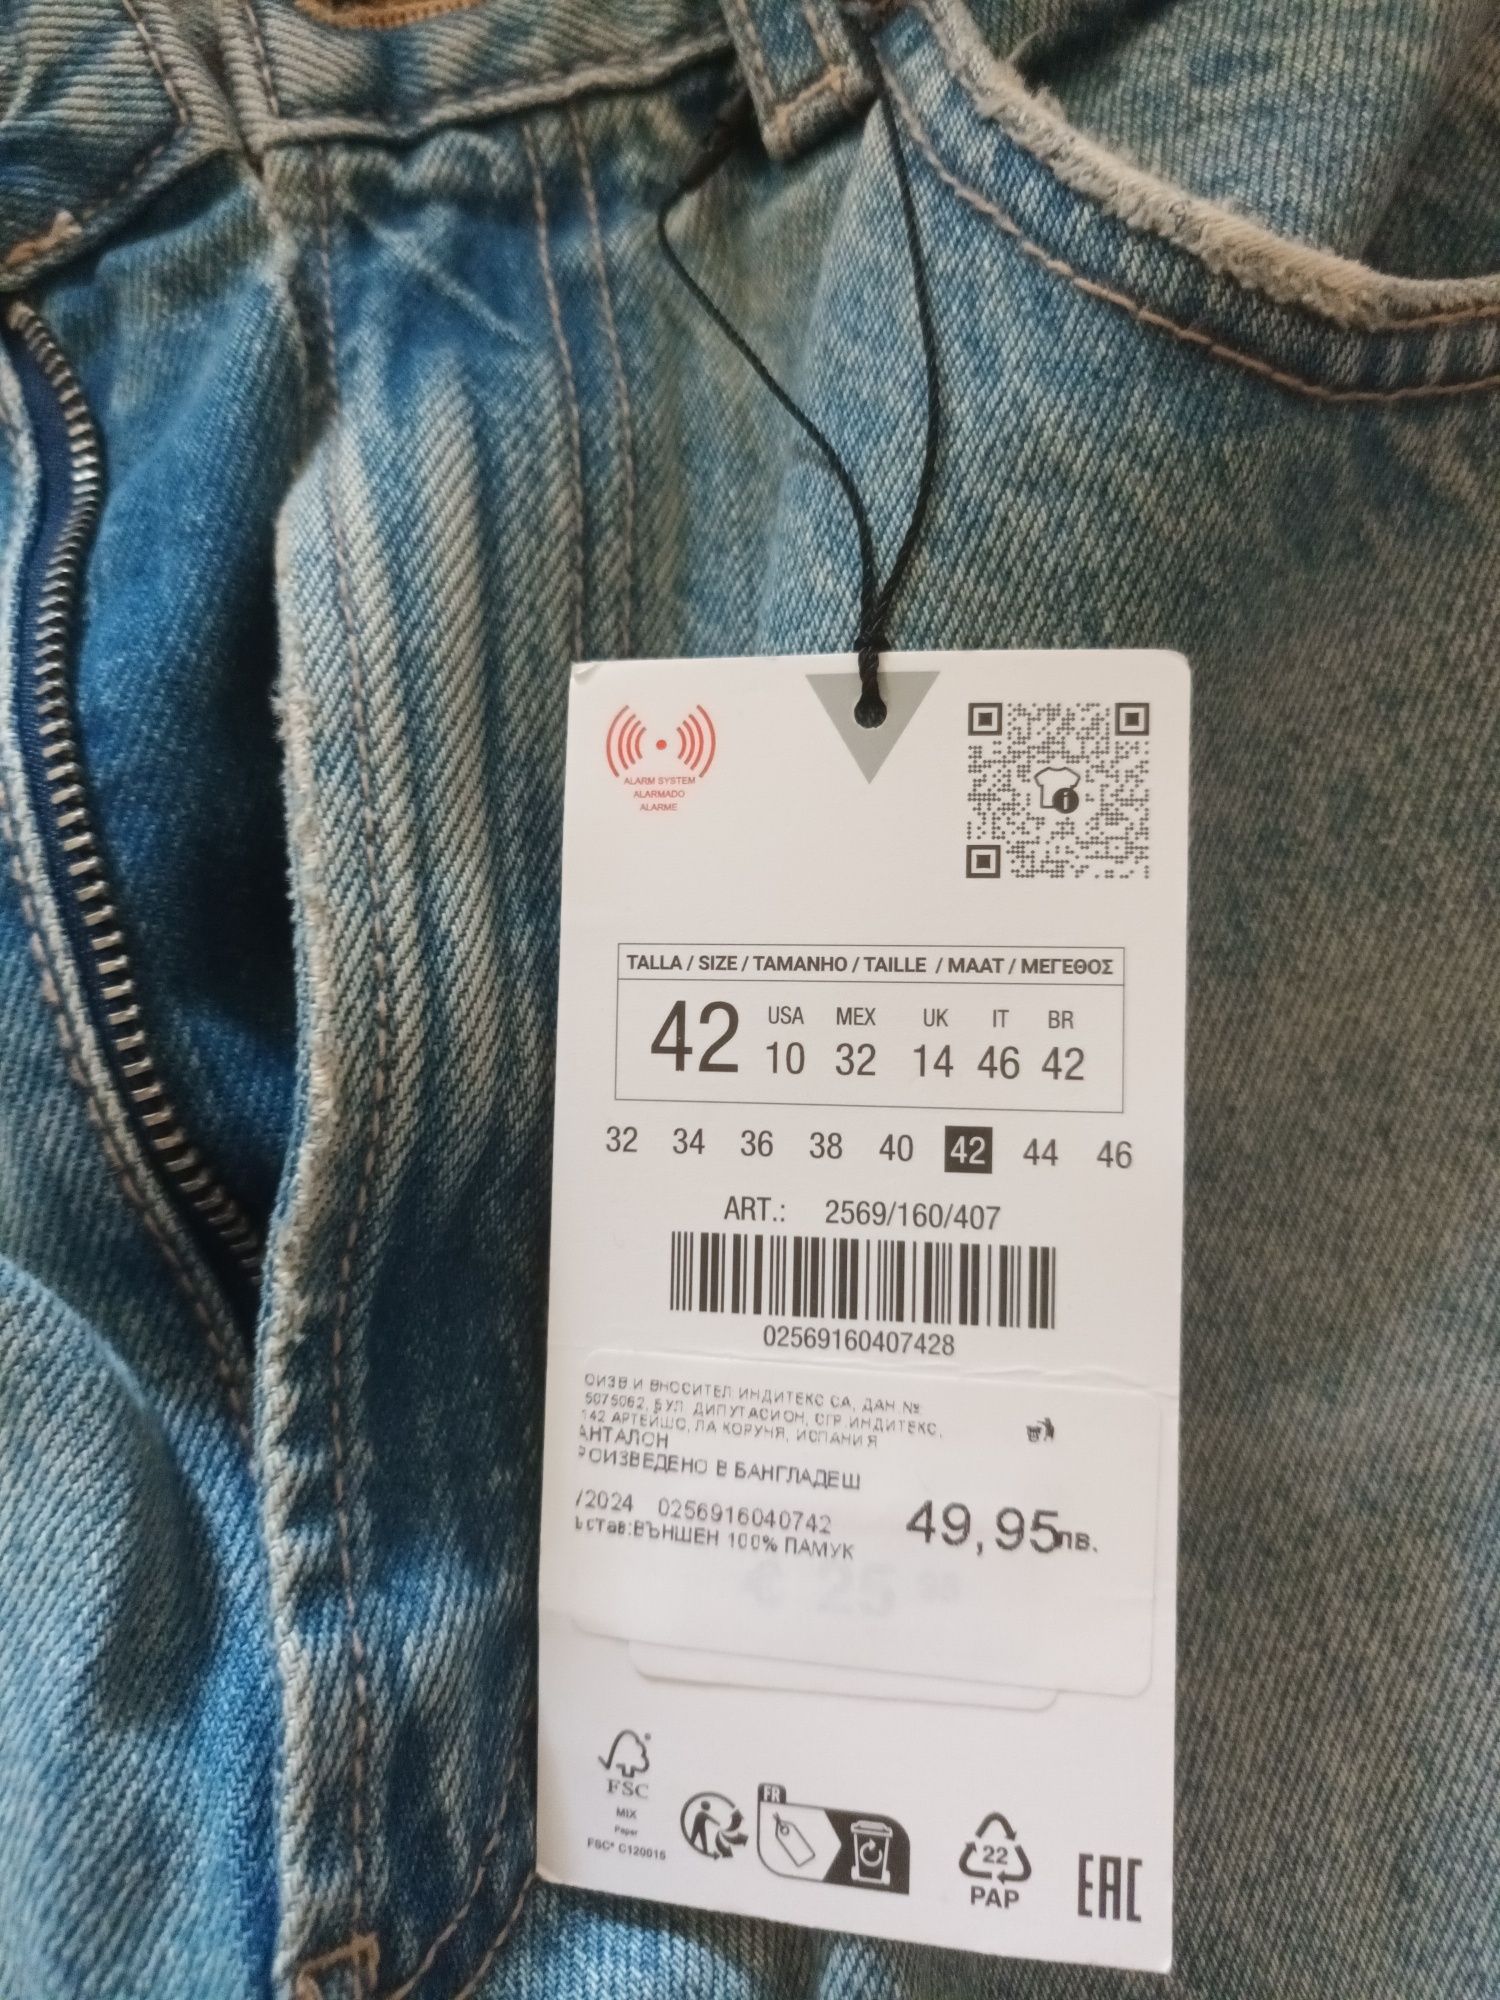 ALARM SYSTEM
ALARMADO
ALARME
TALLA / SIZE / TAMANHO / TAILLE / MAAT / ΜΕΓΕΘΟΣ
USA MEX UK IT BR
42 10 32 14 46 42
32 34 36 38 40 42 44 46
ART.: 2569/160/407
02569160407428
ОИЗВ И ВНОСИТЕЛ ИНДИТЕКС СА, ДАН №
5075062, БУЛ. ДИПУТАСИОН, СГР.ИНДИТЕКС,
142 АРТЕЙШО, ЛА КОРУНЯ, ИСПАНИЯ
АНТАЛОН
РОИЗВЕДЕНО В БАНГЛАДЕШ
/2024 0256916040742
ъстав:ВЪНШЕН 100% ПАМУК
49,95лв.
€ 25
FSC
MIX
Paper
FSC® C120016
FR
22
PAP
EAC